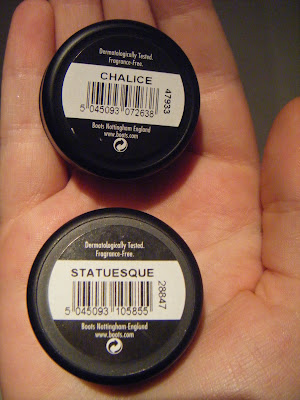 Dermatologically Tested.
Fragrance-Free.
CHALICE
47933
5 045093 072638
Boots Nottingham England
www.boots.com
Dermatologically Tested.
Fragrance-Free.
STATUESQUE
28847
5 045093 105855
Boots Nottingham England
www.boots.com